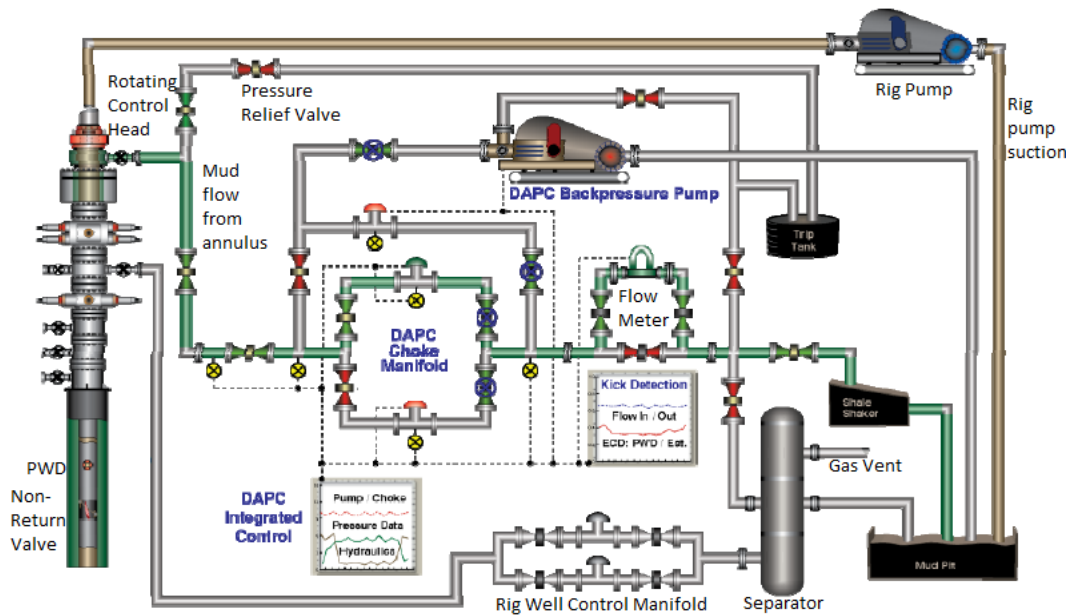 Rig Pump
Rig
pump
suction
Rotating
Control
Head
Pressure
Relief Valve
Mud
flow
from
annulus
DAPC Backpressure Pump
Trip
Tank
Flow
Meter
DAPC
Choke
Manifold
Kick Detection
Flow In / Out
ECD: PWD / Est.
Shale
Shaker
Gas Vent
PWD
Non-
Return
Valve
DAPC
Integrated
Control
Pump / Choke
Pressure Data
Hydraulics
Mud Pit
Rig Well Control Manifold
Separator